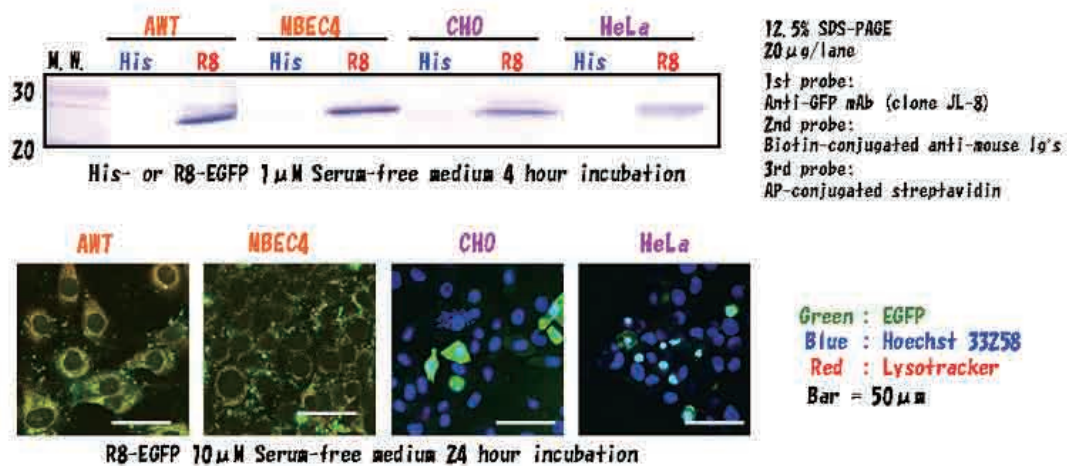 AWT MBEC4 CHO HeLa
M.W. His R8 His R8 His R8 His R8
30
20
His- or R8-EGFP 1μM Serum-free medium 4 hour incubation
12.5% SDS-PAGE
20μg/lane
1st probe:
Anti-GFP mAb (clone JL-8)
2nd probe:
Biotin-conjugated anti-mouse Ig's
3rd probe:
AP-conjugated streptavidin
AWT MBEC4 CHO HeLa
R8-EGFP 10μM Serum-free medium 24 hour incubation
Green : EGFP
Blue : Hoechst 33258
Red : Lysotracker
Bar = 50μm